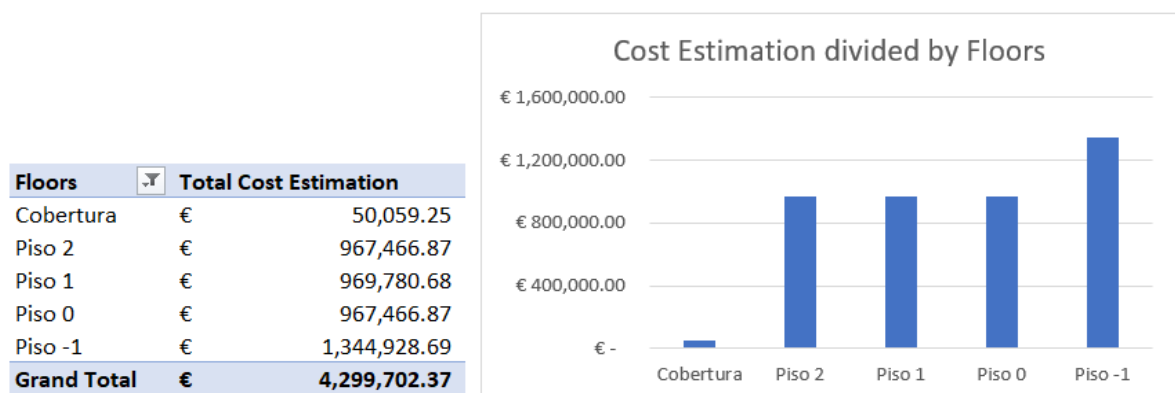 Floors Total Cost Estimation
Cobertura € 50,059.25
Piso 2 € 967,466.87
Piso 1 € 969,780.68
Piso 0 € 967,466.87
Piso -1 € 1,344,928.69
Grand Total € 4,299,702.37
Cost Estimation divided by Floors
€ 1,600,000.00
€ 1,200,000.00
€ 800,000.00
€ 400,000.00
€ -
Cobertura Piso 2 Piso 1 Piso 0 Piso -1